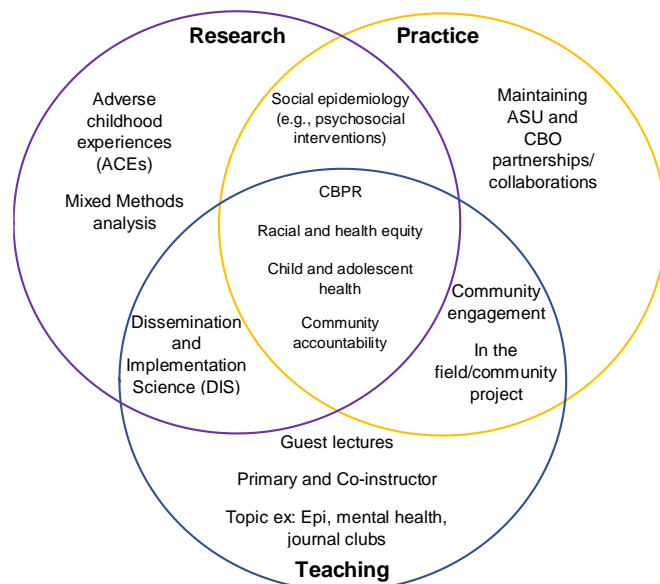 Research
Practice
Adverse
childhood
experiences
(ACEs)
Mixed Methods
analysis
Social epidemiology
(e.g., psychosocial
interventions)
Maintaining
ASU and
CBO
partnerships/
collaborations
CBPR
Racial and health equity
Child and adolescent
health
Community
accountability
Dissemination
and
Implementation
Science (DIS)
Community
engagement
In the
field/community
project
Guest lectures
Primary and Co-instructor
Topic ex: Epi, mental health,
journal clubs
Teaching